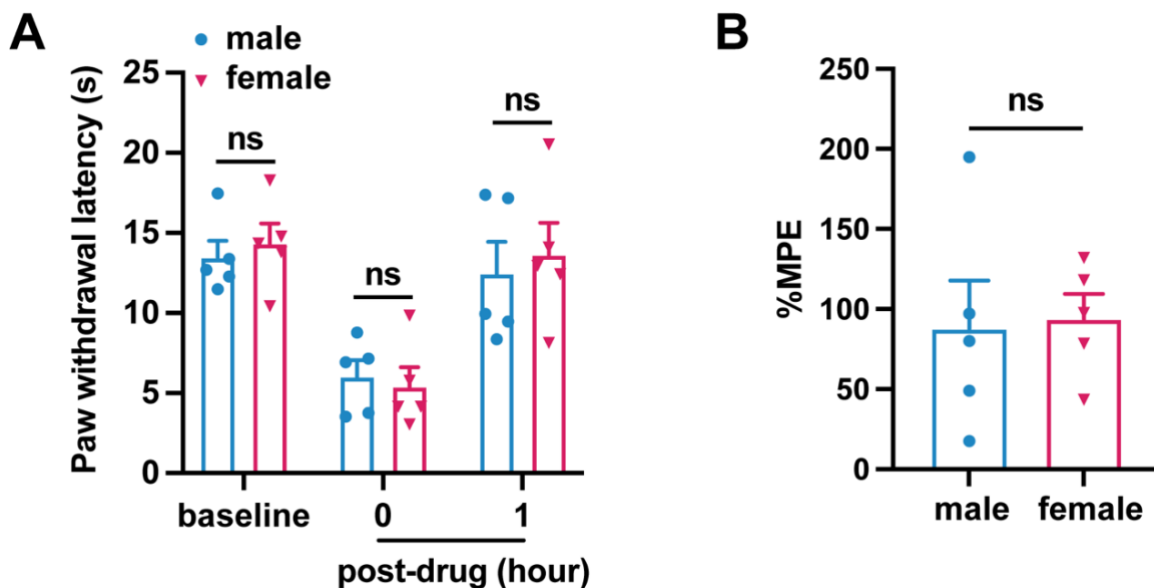 A
male
female
Paw withdrawal latency (s)
25
20
15
10
5
0
ns
ns
ns
baseline
0
1
post-drug (hour)
B
%MPE
250
200
150
100
50
0
ns
male
female